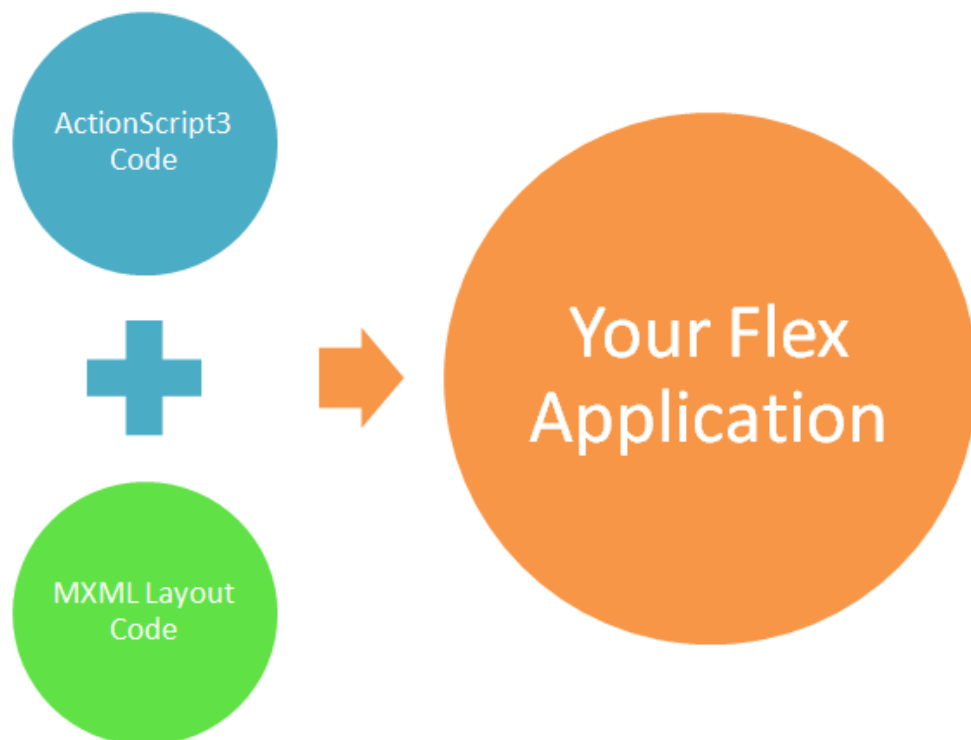 ActionScript3
Code
Your Flex
Application
MXML Layout
Code